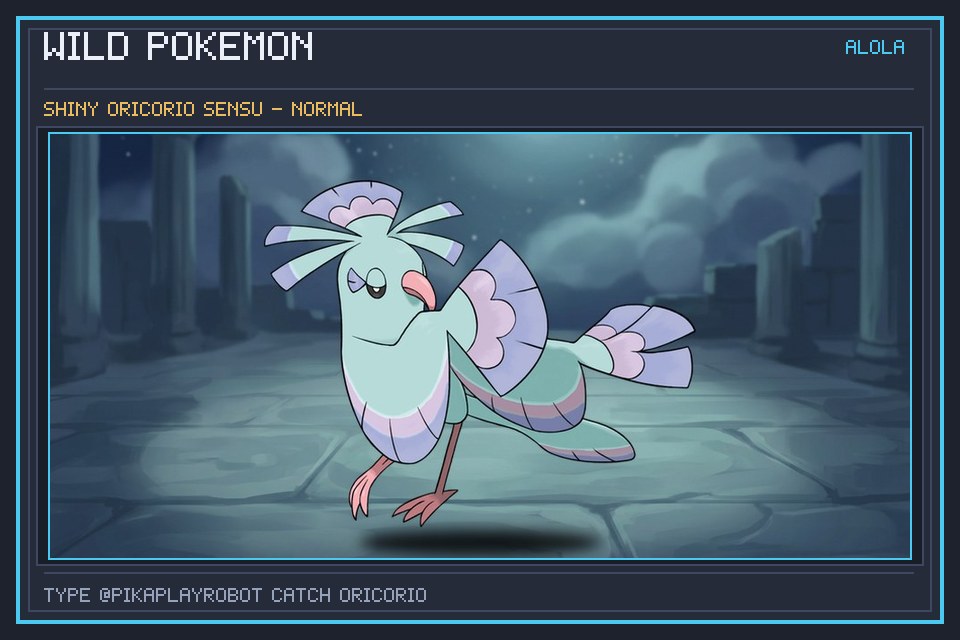 WILD POKEMON
ALOLA
SHINY ORICORIO SENSU - NORMAL
TYPE @PIKAPLAYROBOT CATCH ORICORIO